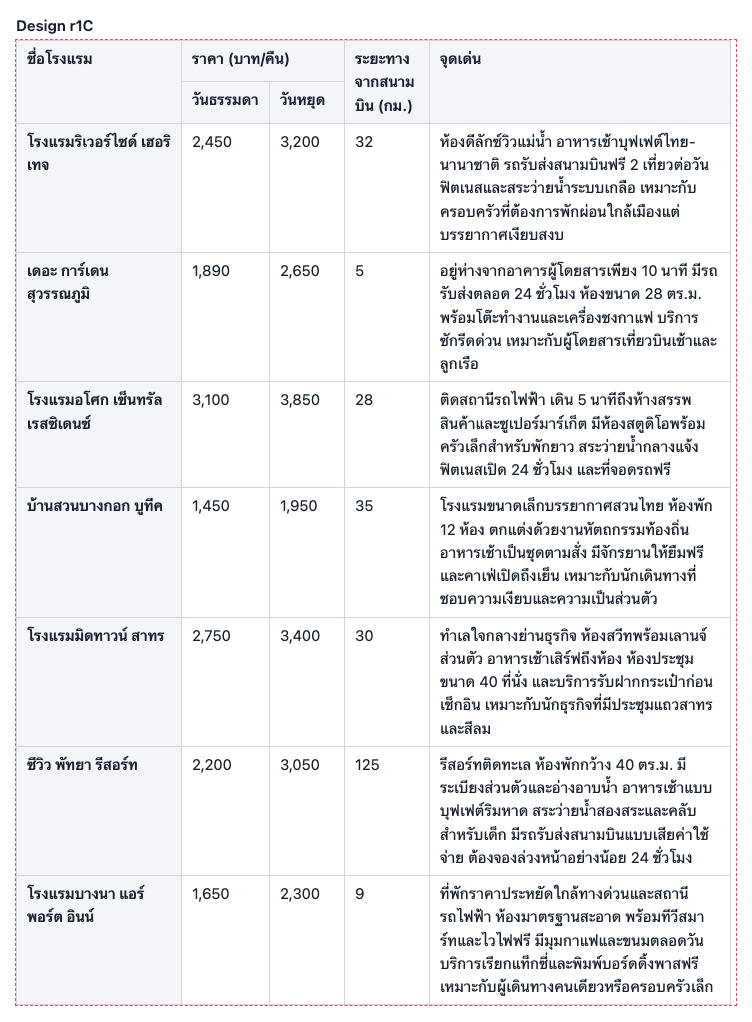 Design r1C
ชื่อโรงแรม
ราคา (บาท/คืน)
ระยะทาง
จากสนาม
บิน (กม.)
จุดเด่น
วันธรรมดา
วันหยุด
โรงแรมริเวอร์ไซด์ เฮอริ
เทจ
2,450
3,200
32
ห้องดีลักซ์วิวแม่น้ำ อาหารเช้าบุฟเฟต์ไทย-
นานาชาติ รถรับส่งสนามบินฟรี 2 เที่ยวต่อวัน
ฟิตเนสและสระว่ายน้ำระบบเกลือ เหมาะกับ
ครอบครัวที่ต้องการพักผ่อนใกล้เมืองแต่
บรรยากาศเงียบสงบ
เดอะ การ์เดน
สุวรรณภูมิ
1,890
2,650
5
อยู่ห่างจากอาคารผู้โดยสารเพียง 10 นาที มีรถ
รับส่งตลอด 24 ชั่วโมง ห้องขนาด 28 ตร.ม.
พร้อมโต๊ะทำงานและเครื่องชงกาแฟ บริการ
ซักรีดด่วน เหมาะกับผู้โดยสารเที่ยวบินเช้าและ
ลูกเรือ
โรงแรมอโศก เซ็นทรัล
เรสซิเดนซ์
3,100
3,850
28
ติดสถานีรถไฟฟ้า เดิน 5 นาทีถึงห้างสรรพ
สินค้าและซูเปอร์มาร์เก็ต มีห้องสตูดิโอพร้อม
ครัวเล็กสำหรับพักยาว สระว่ายน้ำกลางแจ้ง
ฟิตเนสเปิด 24 ชั่วโมง และที่จอดรถฟรี
บ้านสวนบางกอก บูทีค
1,450
1,950
35
โรงแรมขนาดเล็กบรรยากาศสวนไทย ห้องพัก
12 ห้อง ตกแต่งด้วยงานหัตถกรรมท้องถิ่น
อาหารเช้าเป็นชุดตามสั่ง มีจักรยานให้ยืมฟรี
และคาเฟ่เปิดถึงเย็น เหมาะกับนักเดินทางที่
ชอบความเงียบและความเป็นส่วนตัว
โรงแรมมิดทาวน์ สาทร
2,750
3,400
30
ทำเลใจกลางย่านธุรกิจ ห้องสวีทพร้อมเลานจ์
ส่วนตัว อาหารเช้าเสิร์ฟถึงห้อง ห้องประชุม
ขนาด 40 ที่นั่ง และบริการรับฝากกระเป๋าก่อน
เช็กอิน เหมาะกับนักธุรกิจที่มีประชุมแถวสาทร
และสีลม
ซีวิว พัทยา รีสอร์ท
2,200
3,050
125
รีสอร์ทติดทะเล ห้องพักกว้าง 40 ตร.ม. มี
ระเบียงส่วนตัวและอ่างอาบน้ำ อาหารเช้าแบบ
บุฟเฟต์ริมหาด สระว่ายน้ำสองสระและคลับ
สำหรับเด็ก มีรถรับส่งสนามบินแบบเสียค่าใช้
จ่าย ต้องจองล่วงหน้าอย่างน้อย 24 ชั่วโมง
โรงแรมบางนา แอร์
พอร์ต อินน์
1,650
2,300
9
ที่พักราคาประหยัดใกล้ทางด่วนและสถานี
รถไฟฟ้า ห้องมาตรฐานสะอาด พร้อมทีวีสมา
ร์ทและไวไฟฟรี มีมุมกาแฟและขนมตลอดวัน
บริการเรียกแท็กซี่และพิมพ์บอร์ดดิ้งพาสฟรี
เหมาะกับผู้เดินทางคนเดียวหรือครอบครัวเล็ก